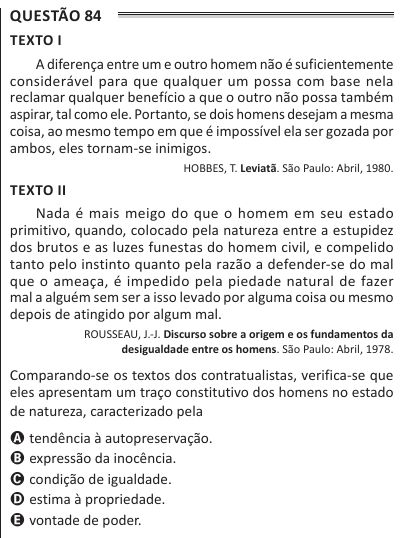 QUESTÃO 84
TEXTO I
A diferença entre um e outro homem não é suficientemente
considerável para que qualquer um possa com base nela
reclamar qualquer benefício a que o outro não possa também
aspirar, tal como ele. Portanto, se dois homens desejam a mesma
coisa, ao mesmo tempo em que é impossível ela ser gozada por
ambos, eles tornam-se inimigos.
HOBBES, T. Leviatã. São Paulo: Abril, 1980.
TEXTO II
Nada é mais meigo do que o homem em seu estado
primitivo, quando, colocado pela natureza entre a estupidez
dos brutos e as luzes funestas do homem civil, e compelido
tanto pelo instinto quanto pela razão a defender-se do mal
que o ameaça, é impedido pela piedade natural de fazer
mal a alguém sem ser a isso levado por alguma coisa ou mesmo
depois de atingido por algum mal.
ROUSSEAU, J.-J. Discurso sobre a origem e os fundamentos da
desigualdade entre os homens. São Paulo: Abril, 1978.
Comparando-se os textos dos contratualistas, verifica-se que
eles apresentam um traço constitutivo dos homens no estado
de natureza, caracterizado pela
A tendência à autopreservação.
B expressão da inocência.
C condição de igualdade.
D estima à propriedade.
E vontade de poder.